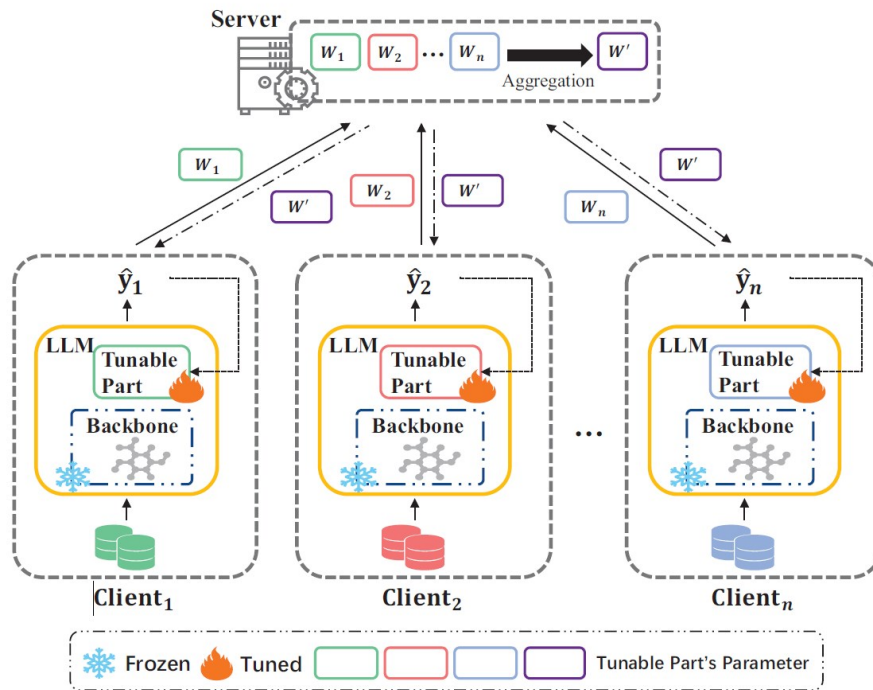 Server
W₁ W₂ ... Wₙ W'
Aggregation
W₁ W' W₂ W' Wₙ W'
ŷ₁ ŷ₂ ŷₙ
LLM Tunable Part LLM Tunable Part LLM Tunable Part
Backbone Backbone ... Backbone
Client₁ Client₂ Clientₙ
Frozen Tuned Tunable Part's Parameter